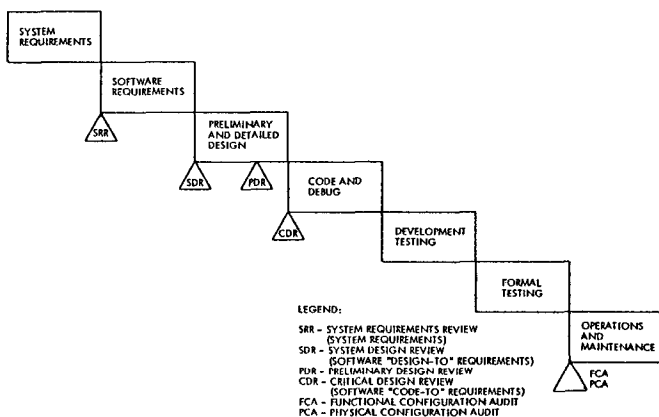 SYSTEM
REQUIREMENTS
SOFTWARE
REQUIREMENTS
SRR
PRELIMINARY
AND DETAILED
DESIGN
SDR
PDR
CODE AND
DEBUG
CDR
DEVELOPMENT
TESTING
FORMAL
TESTING
OPERATIONS
AND
MAINTENANCE
FCA
PCA
LEGEND:
SRR - SYSTEM REQUIREMENTS REVIEW
(SYSTEM REQUIREMENTS)
SDR - SYSTEM DESIGN REVIEW
(SOFTWARE "DESIGN-TO" REQUIREMENTS)
PDR - PRELIMINARY DESIGN REVIEW
CDR - CRITICAL DESIGN REVIEW
(SOFTWARE "CODE-TO" REQUIREMENTS)
FCA - FUNCTIONAL CONFIGURATION AUDIT
PCA - PHYSICAL CONFIGURATION AUDIT